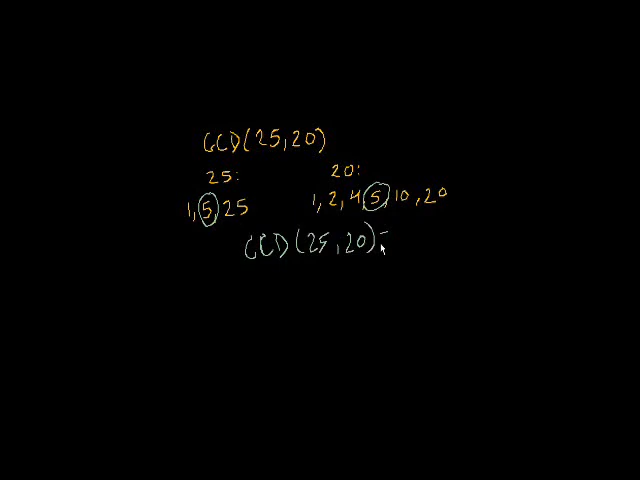 GCD(25,20)
25: 20:
1, 5, 25 1, 2, 4, 5, 10, 20
GCD(25,20)=